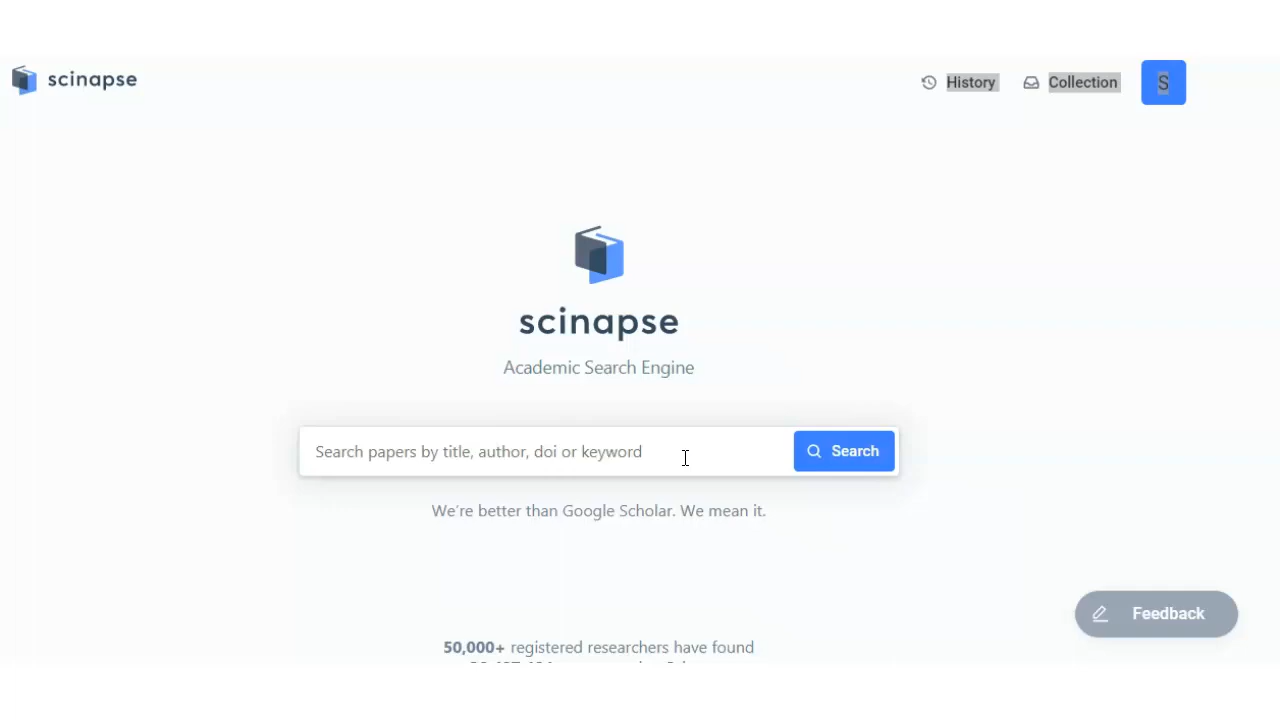 scinapse
History
Collection
S
scinapse
Academic Search Engine
Search papers by title, author, doi or keyword
Search
We're better than Google Scholar. We mean it.
Feedback
50,000+ registered researchers have found